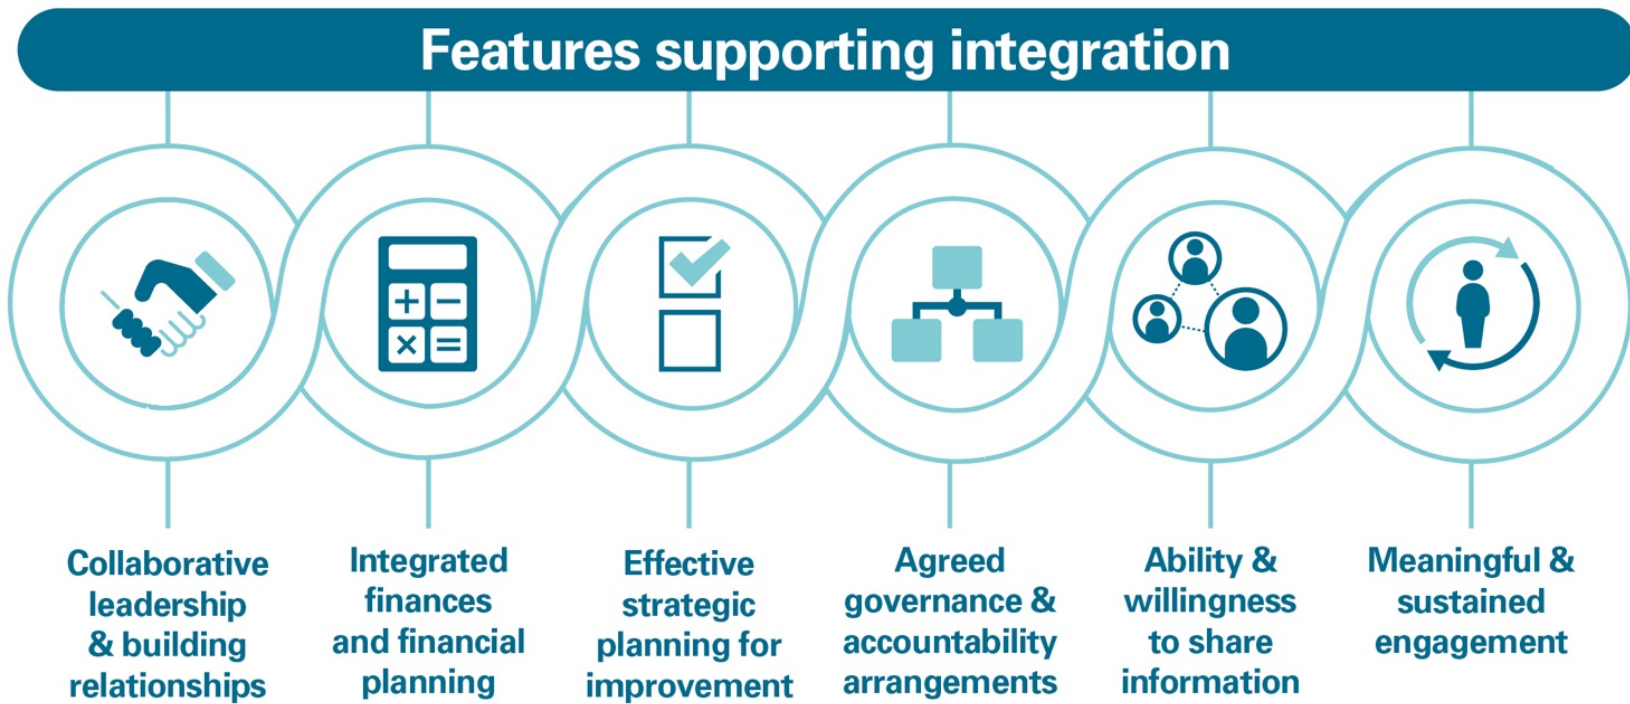 Features supporting integration
Collaborative
leadership
& building
relationships
Integrated
finances
and financial
planning
Effective
strategic
planning for
improvement
Agreed
governance &
accountability
arrangements
Ability &
willingness
to share
information
Meaningful &
sustained
engagement